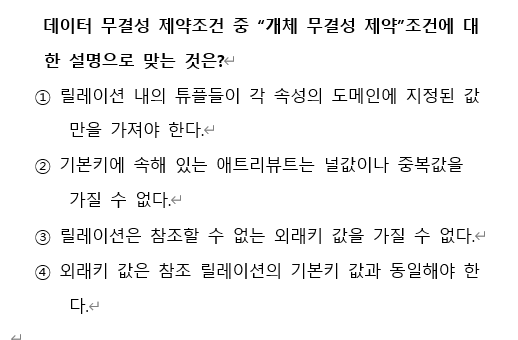 데이터 무결성 제약조건 중 “개체 무결성 제약”조건에 대
한 설명으로 맞는 것은?↵
① 릴레이션 내의 튜플들이 각 속성의 도메인에 지정된 값
만을 가져야 한다.↵
② 기본키에 속해 있는 애트리뷰트는 널값이나 중복값을
가질 수 없다.↵
③ 릴레이션은 참조할 수 없는 외래키 값을 가질 수 없다.↵
④ 외래키 값은 참조 릴레이션의 기본키 값과 동일해야 한
다.↵
↵